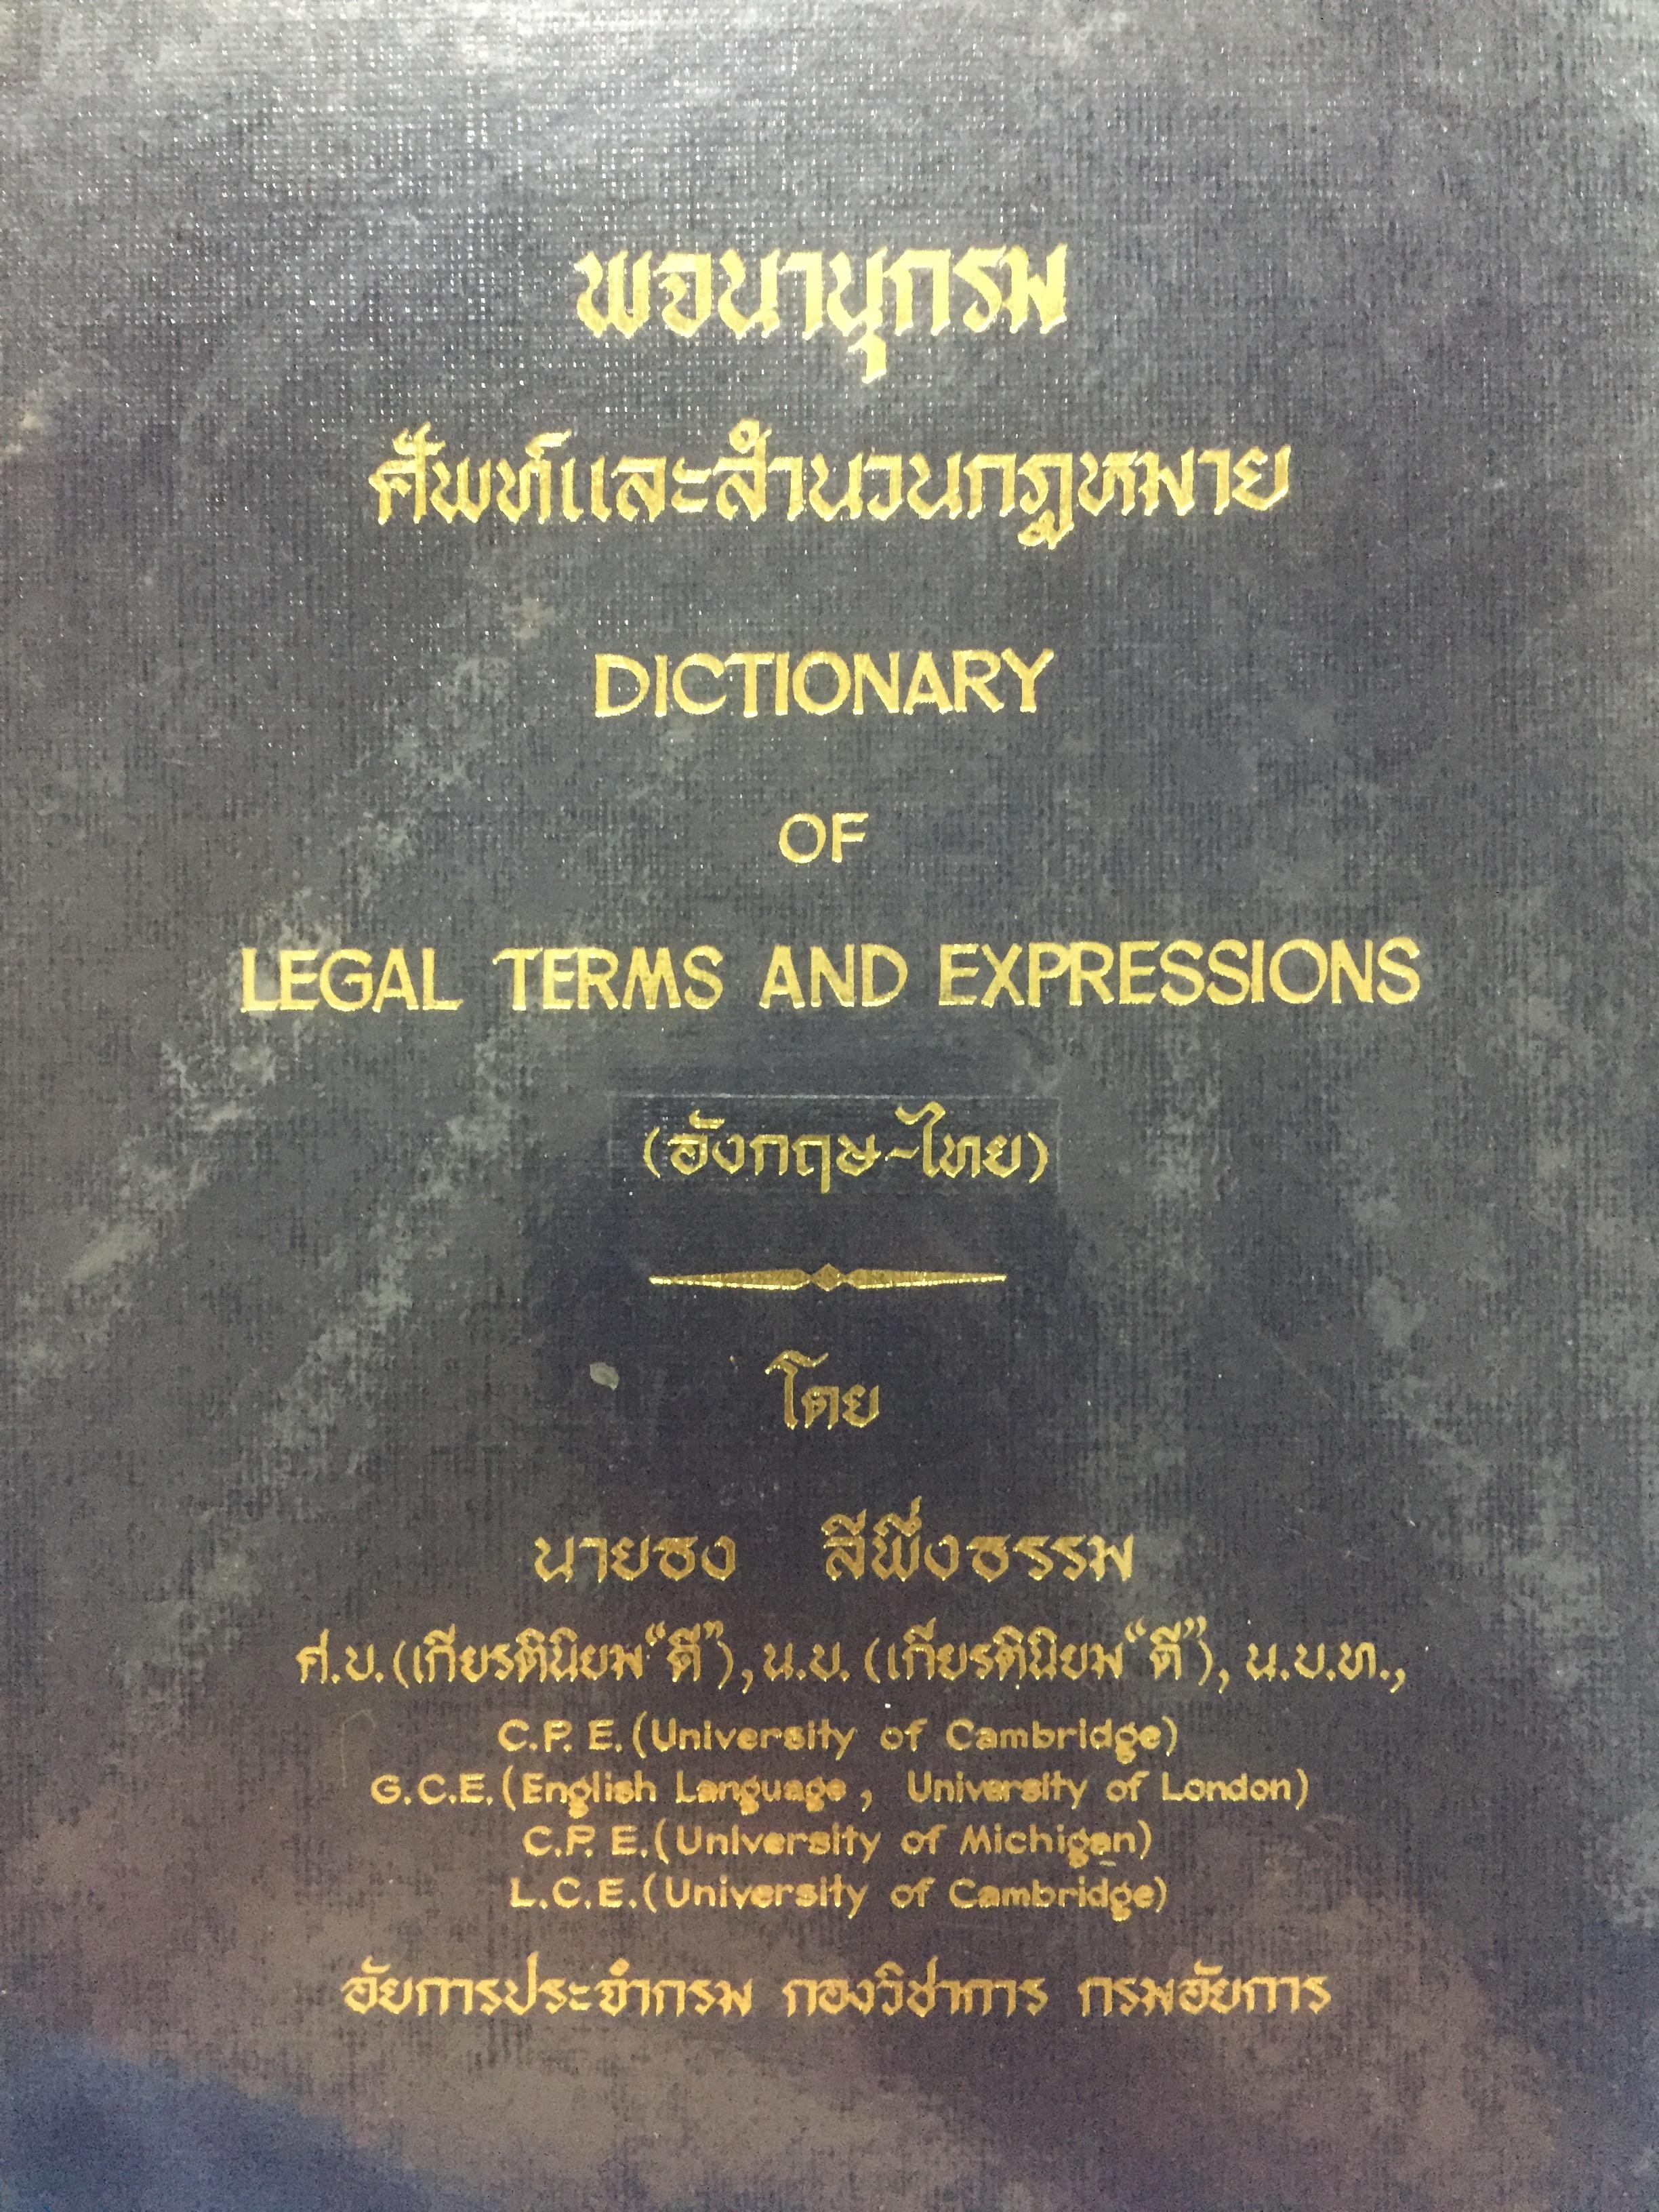 พจนานุกรม
ศัพท์และสำนวนกฎหมาย
DICTIONARY
OF
LEGAL TERMS AND EXPRESSIONS
(อังกฤษ-ไทย)
โดย
นายธง ลีพึ่งธรรม
ศ.บ.(เกียรตินิยม“ดี”), น.บ. (เกียรตินิยม“ดี”), น.บ.ท.,
C.P.E.(University of Cambridge)
G.C.E.(English Language, University of London)
C.P.E.(University of Michigan)
L.C.E.(University of Cambridge)
อัยการประจำกรม กองวิชาการ กรมอัยการ